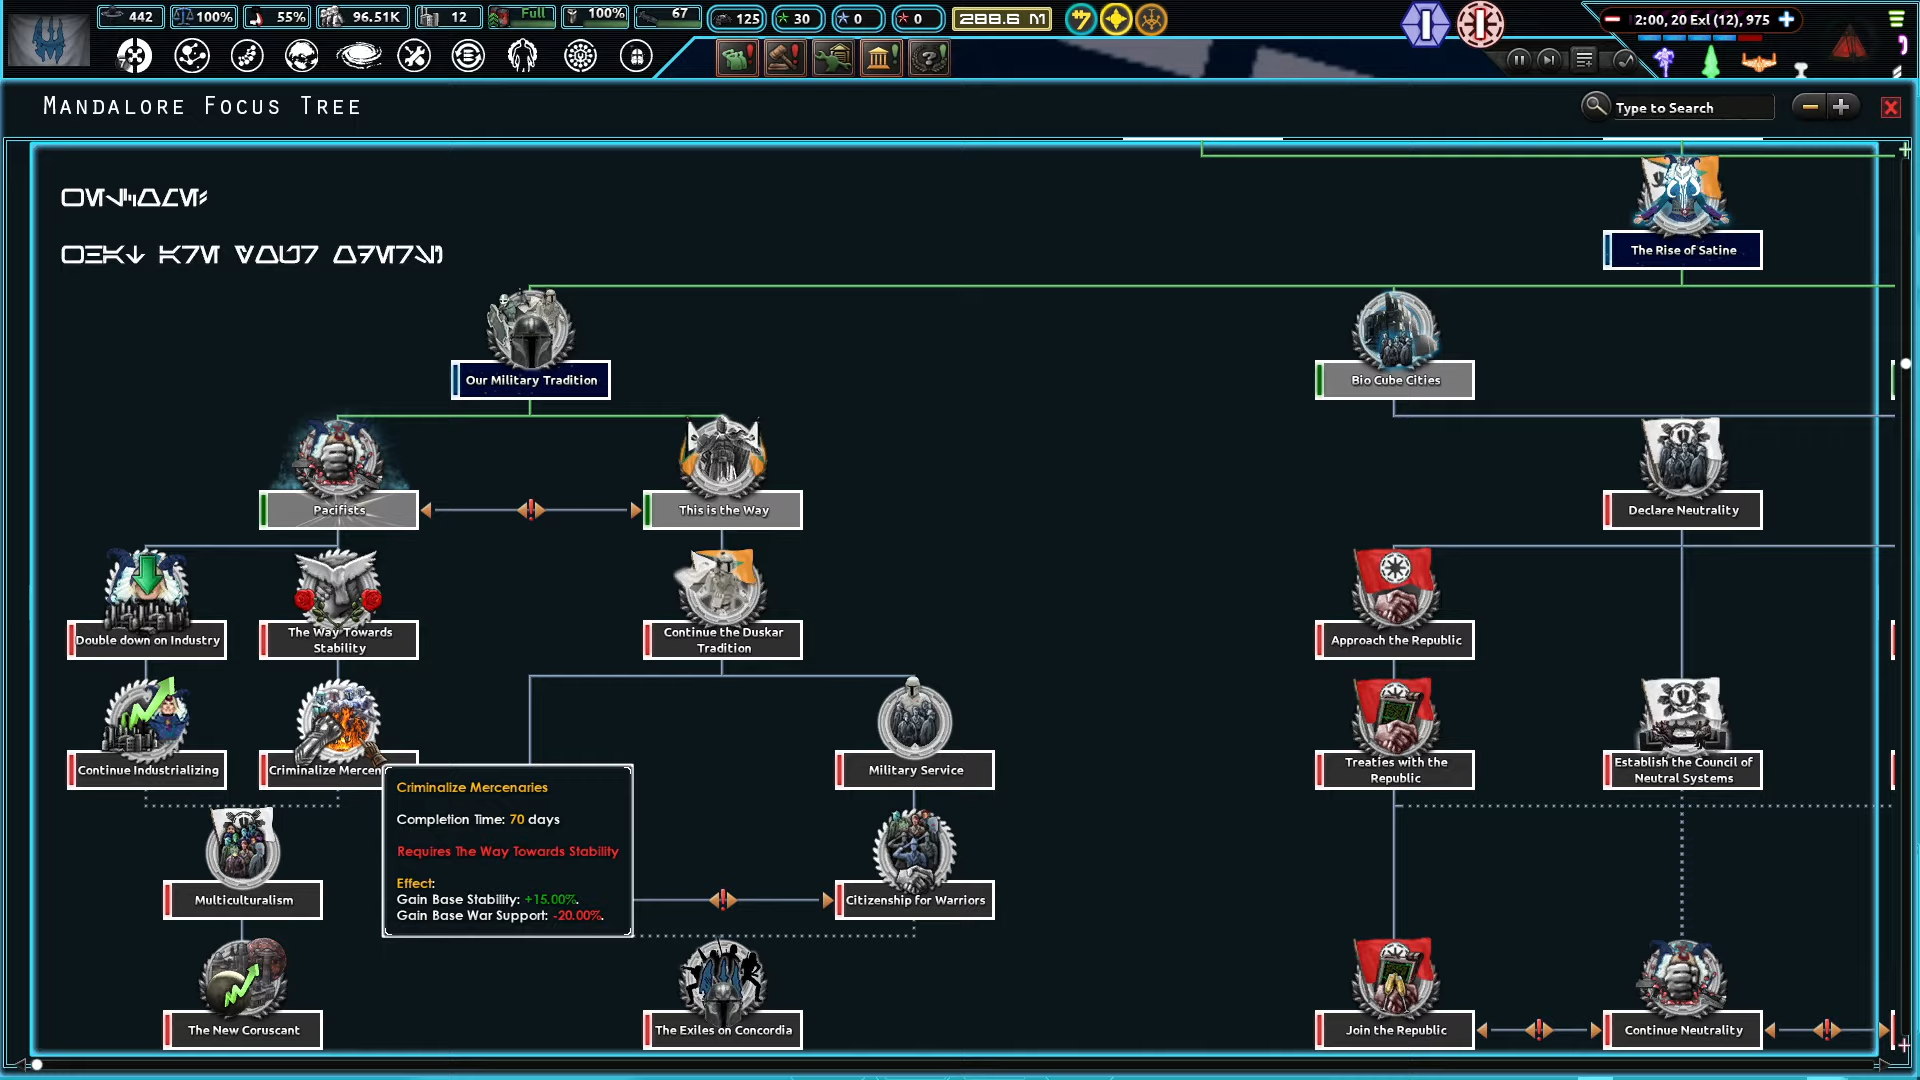 442
100%
55%
96.51K
12
Full
100%
67
125
30
0
0
288.6 M
2:00, 20 Exl (12), 975
Mandalore Focus Tree
Type to Search
The Rise of Satine
Our Military Tradition
Bio Cube Cities
Pacifists
This is the Way
Declare Neutrality
Double down on Industry
The Way Towards
Stability
Continue the Duskar
Tradition
Approach the Republic
Continue Industrializing
Criminalize Mercen
Military Service
Treaties with the
Republic
Establish the Council of
Neutral Systems
Criminalize Mercenaries
Completion Time: 70 days
Requires The Way Towards Stability
Effect:
Gain Base Stability: +15.00%.
Gain Base War Support: -20.00%.
Multiculturalism
Citizenship for Warriors
The New Coruscant
The Exiles on Concordia
Join the Republic
Continue Neutrality